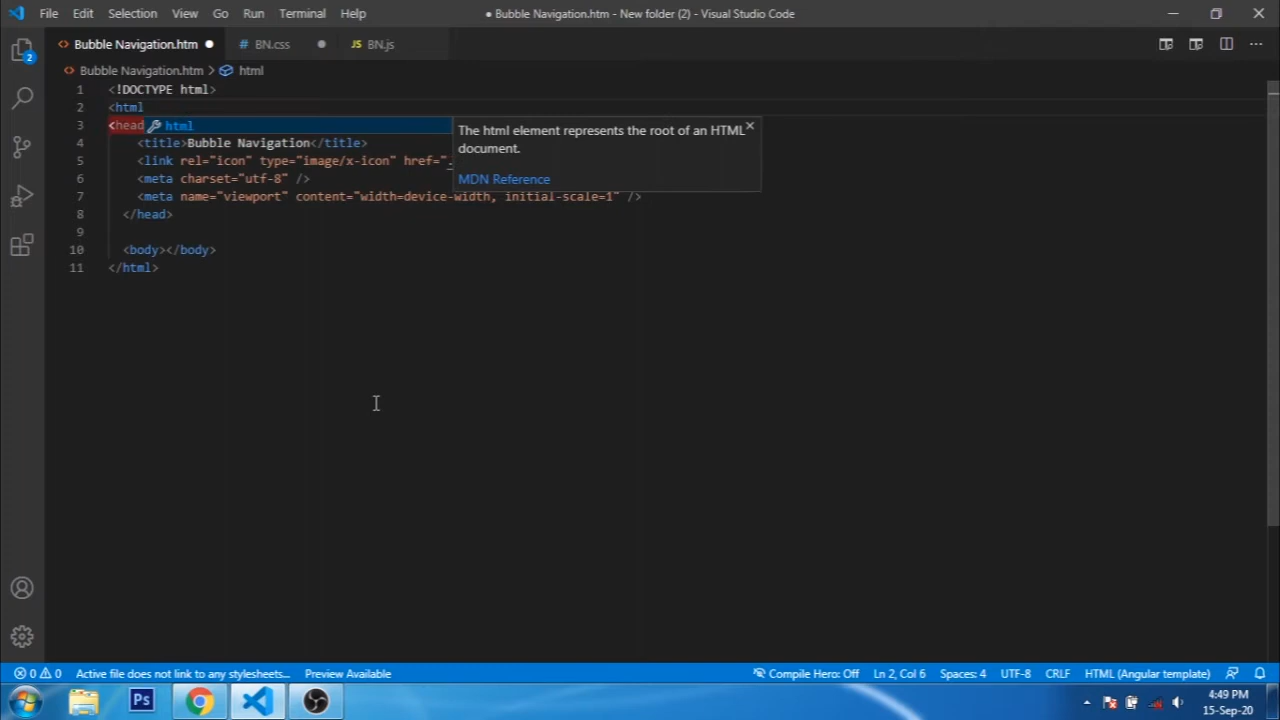 File Edit Selection View Go Run Terminal Help
● Bubble Navigation.htm - New folder (2) - Visual Studio Code
Bubble Navigation.htm
# BN.css
JS BN.js
Bubble Navigation.htm > html
2
1 <!DOCTYPE html>
2 <html
3 <head
html
The html element represents the root of an HTML
document.
MDN Reference
4 <title>Bubble Navigation</title>
5 <link rel="icon" type="image/x-icon" href=".
6 <meta charset="utf-8" />
7 <meta name="viewport" content="width=device-width, initial-scale=1" />
8 </head>
9
10 <body></body>
11 </html>
0 0 Active file does not link to any stylesheets... Preview Available
Compile Hero: Off Ln 2, Col 6 Spaces: 4 UTF-8 CRLF HTML (Angular template)
Ps
4:49 PM
15-Sep-20